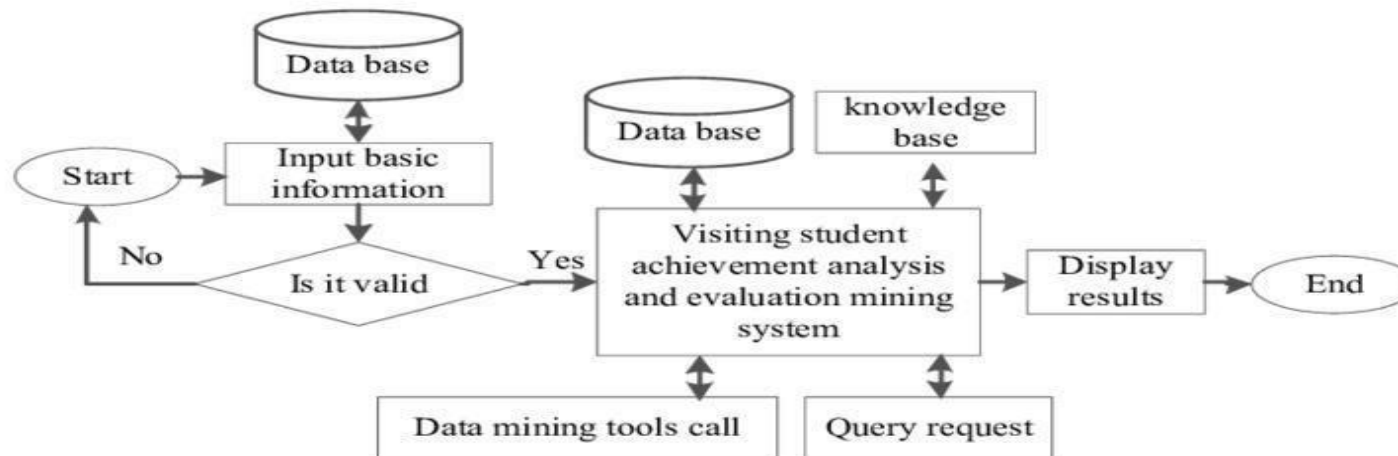 Data base
Data base
knowledge
base
Start
Input basic
information
No
Is it valid
Yes
Visiting student
achievement analysis
and evaluation mining
system
Display
results
End
Data mining tools call
Query request